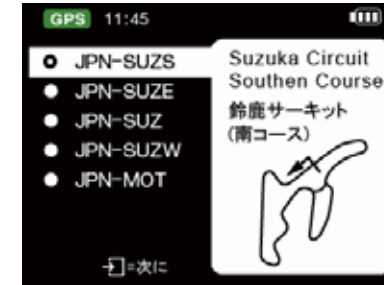 GPS 11:45
JPN-SUZS
JPN-SUZE
JPN-SUZ
JPN-SUZW
JPN-MOT
=次に
Suzuka Circuit
Southen Course
鈴鹿サーキット
(南コース)